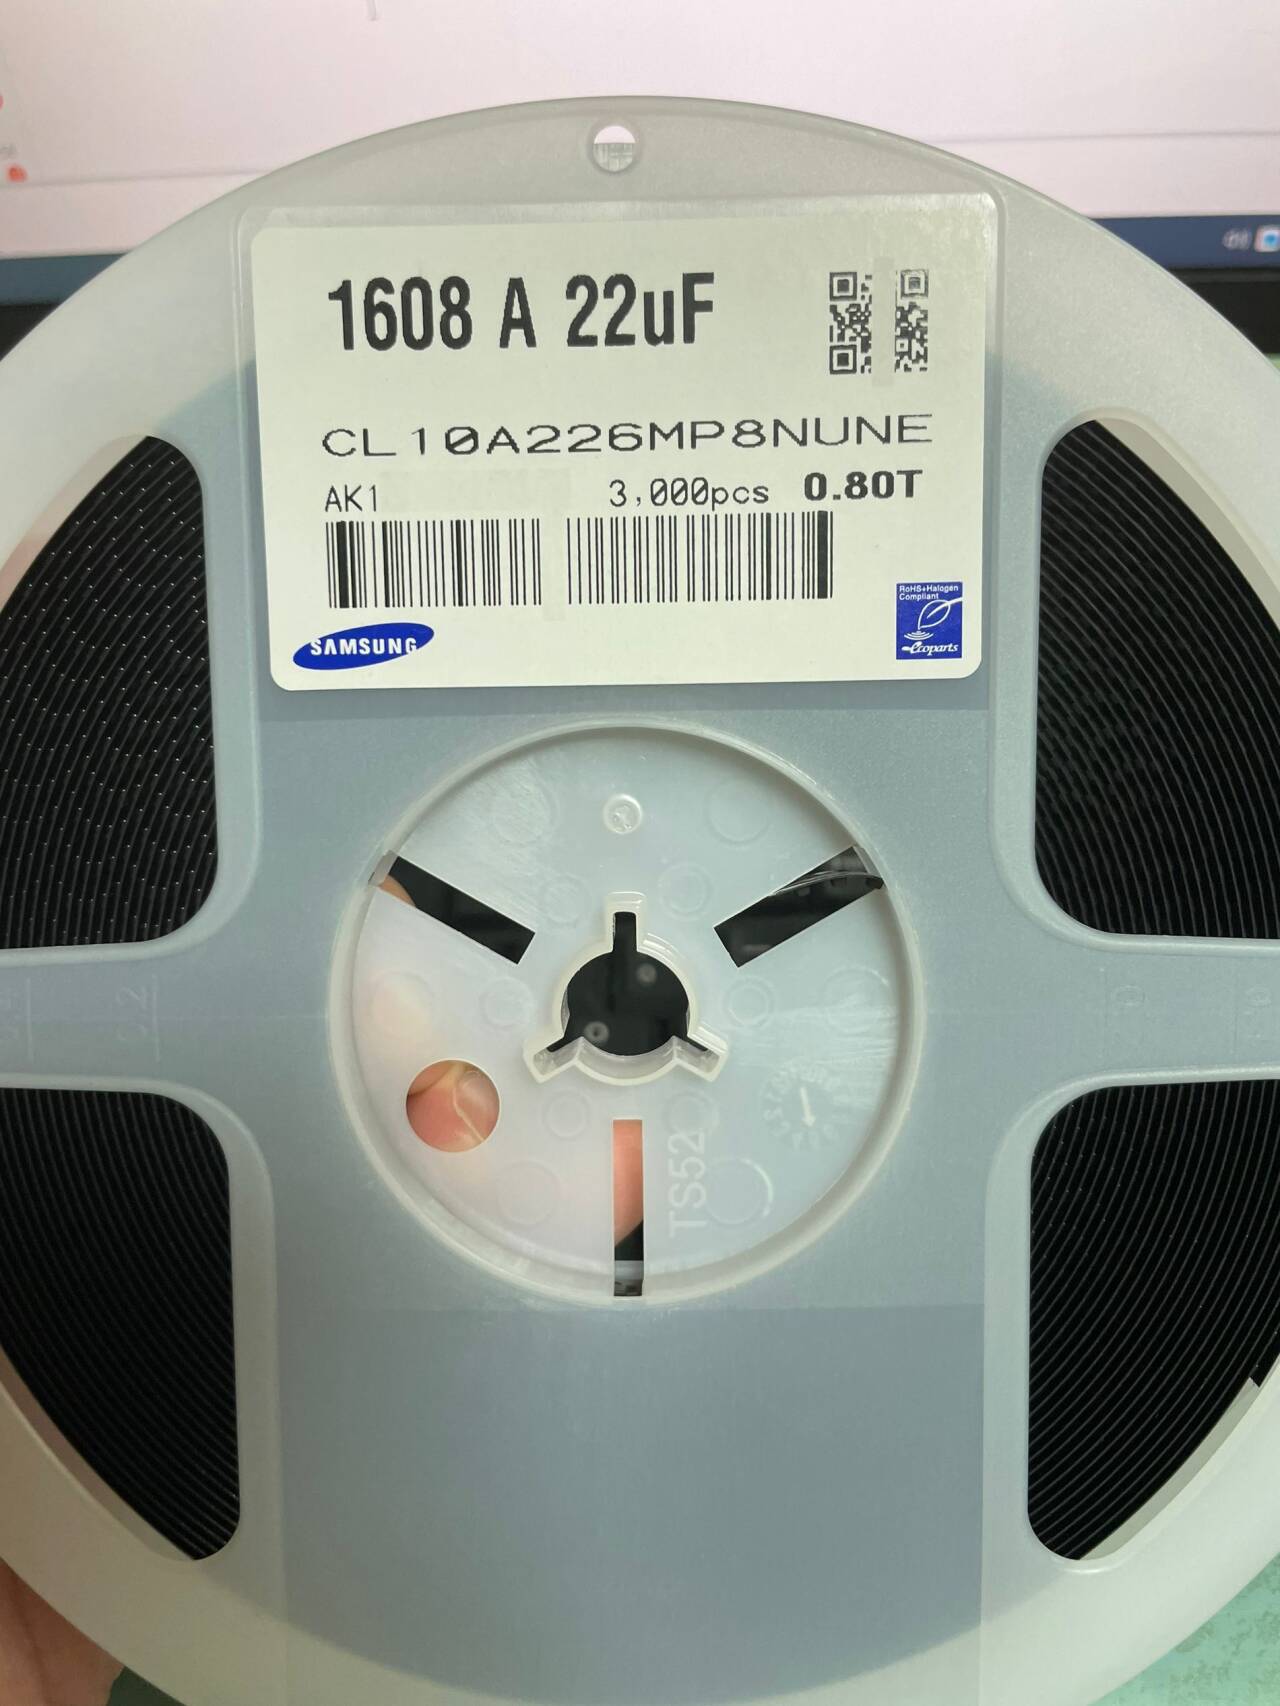 1608 A 22uF
CL10A226MP8NUNE
AK1 3,000pcs 0.80T
RoHS+Halogen
Compliant
SAMSUNG
ecoparts
TS52